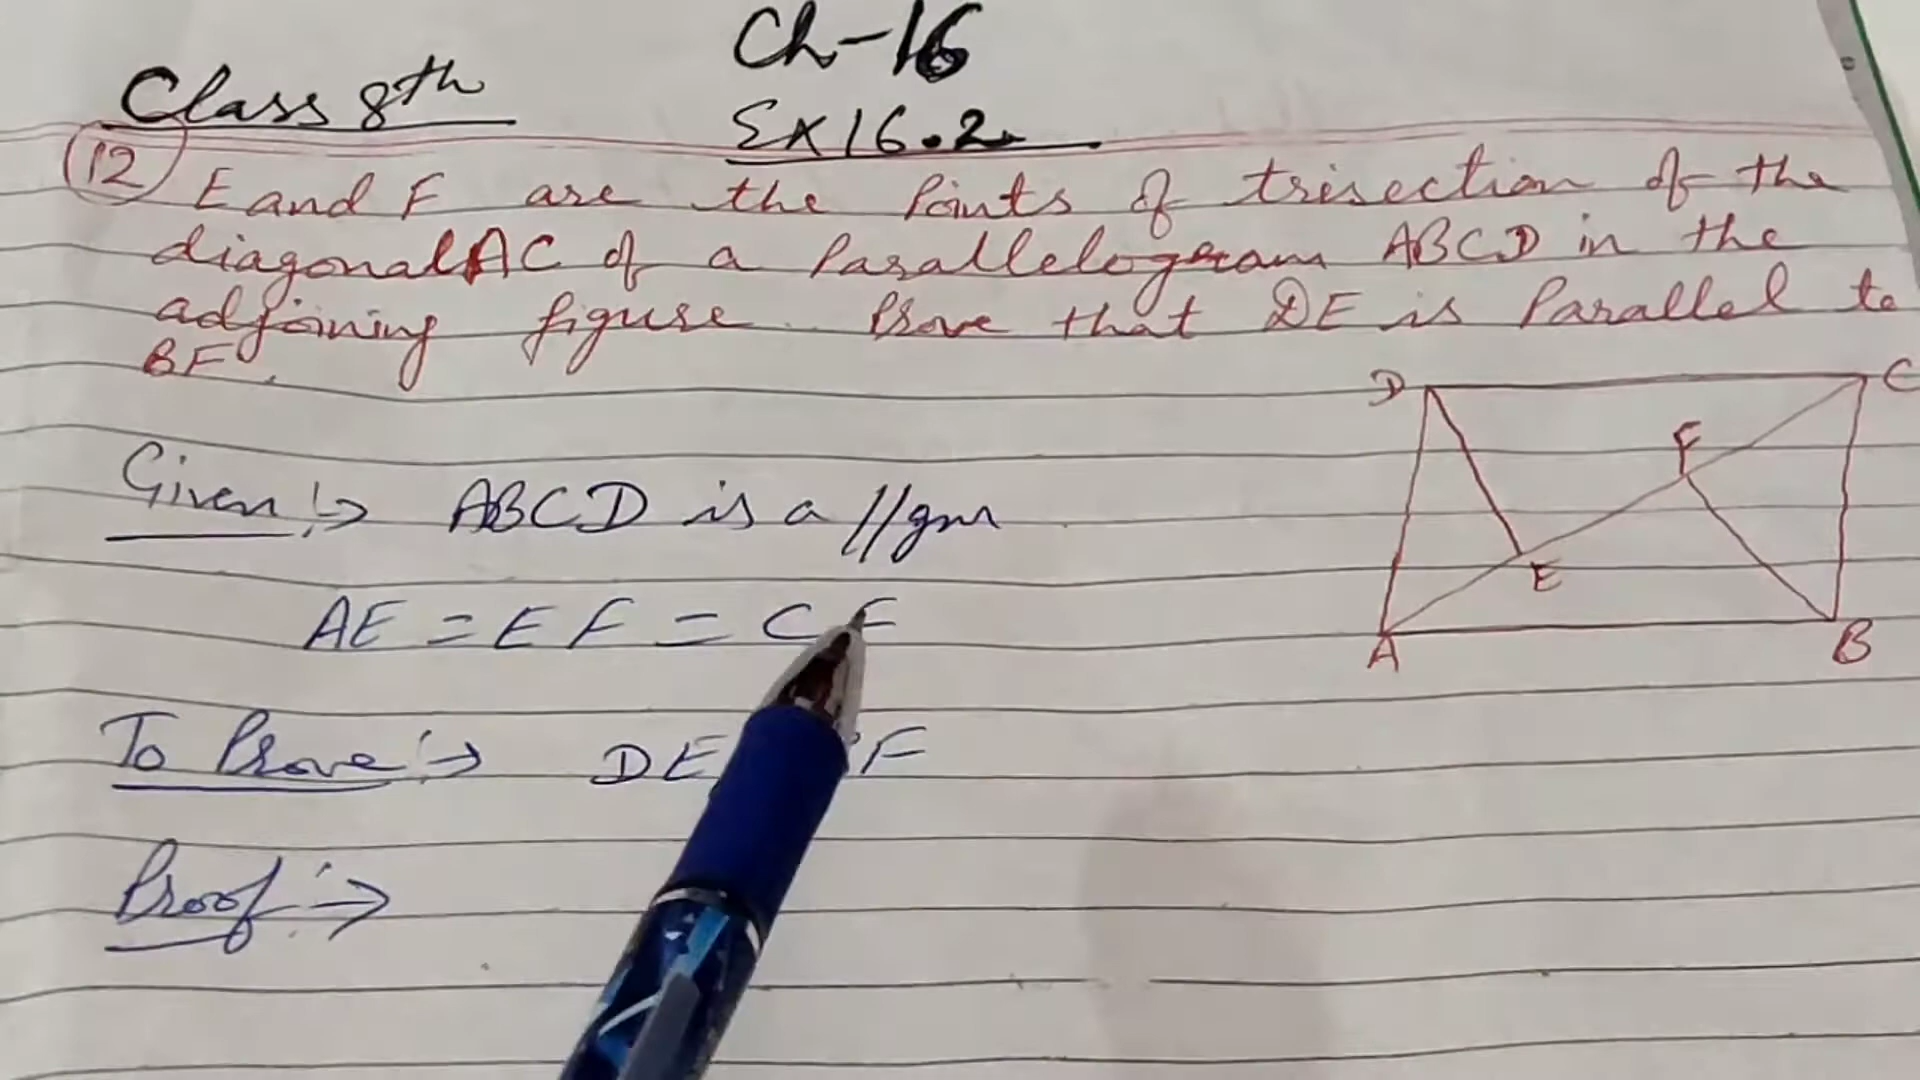 Ch-16
Class 8th
Ex 16.2
12 E and F are the Points of trisection of the
diagonal AC of a Parallelogram ABCD in the
adjoining figure. Prove that DE is Parallel to
BF.
D C
F
E
A B
Given :→ ABCD is a //gm
AE = EF = CF
To Prove :→ DE F
Proof :→